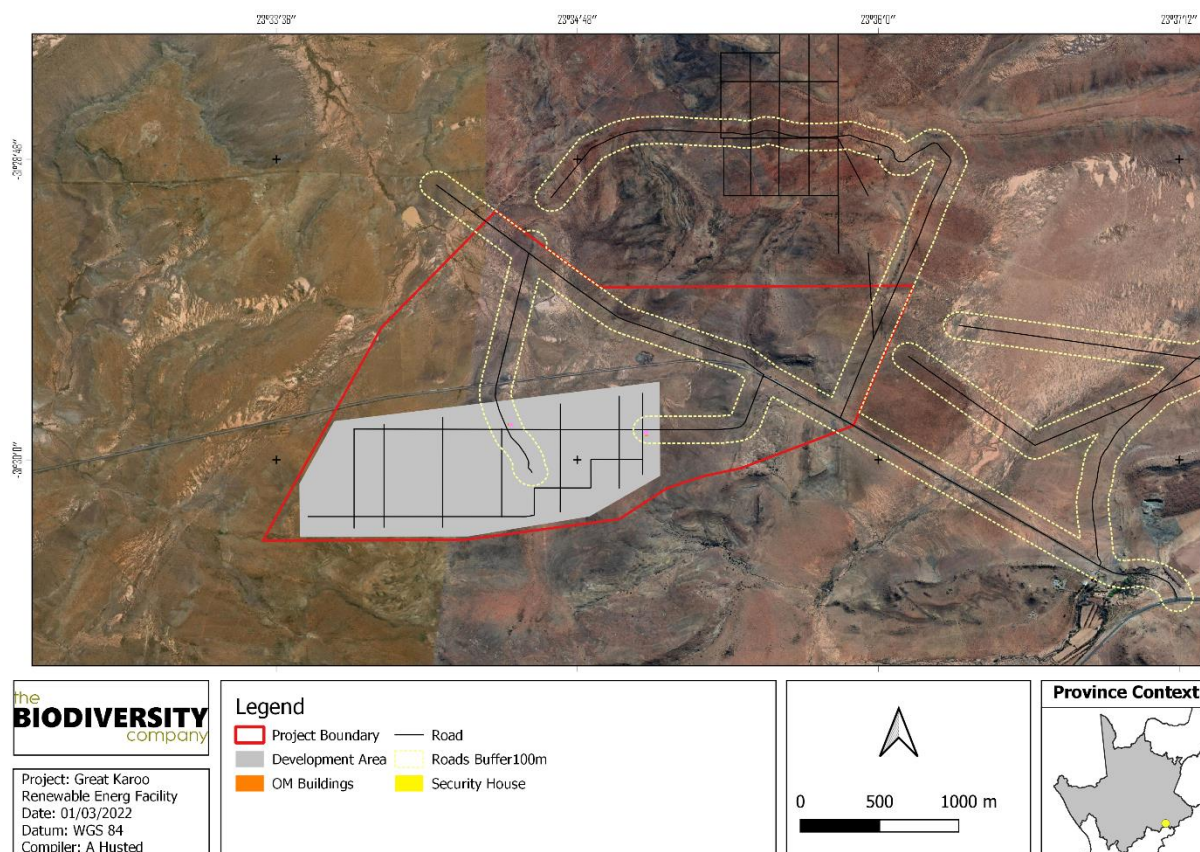 23°33'36'' 23°34'48'' 23°36'0'' 23°37'12''
-31°28'48''
-31°30'0''
the
BIODIVERSITY
company
Project: Great Karoo
Renewable Energ Facility
Date: 01/03/2022
Datum: WGS 84
Compiler: A Husted
Legend
Project Boundary Road
Development Area Roads Buffer100m
OM Buildings Security House
0 500 1000 m
Province Context